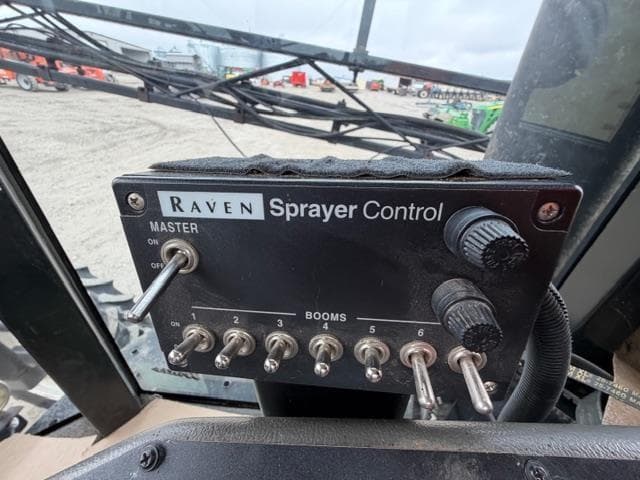 RAVEN Sprayer Control
MASTER
ON
OFF
BOOMS
1 2 3 4 5 6
ON